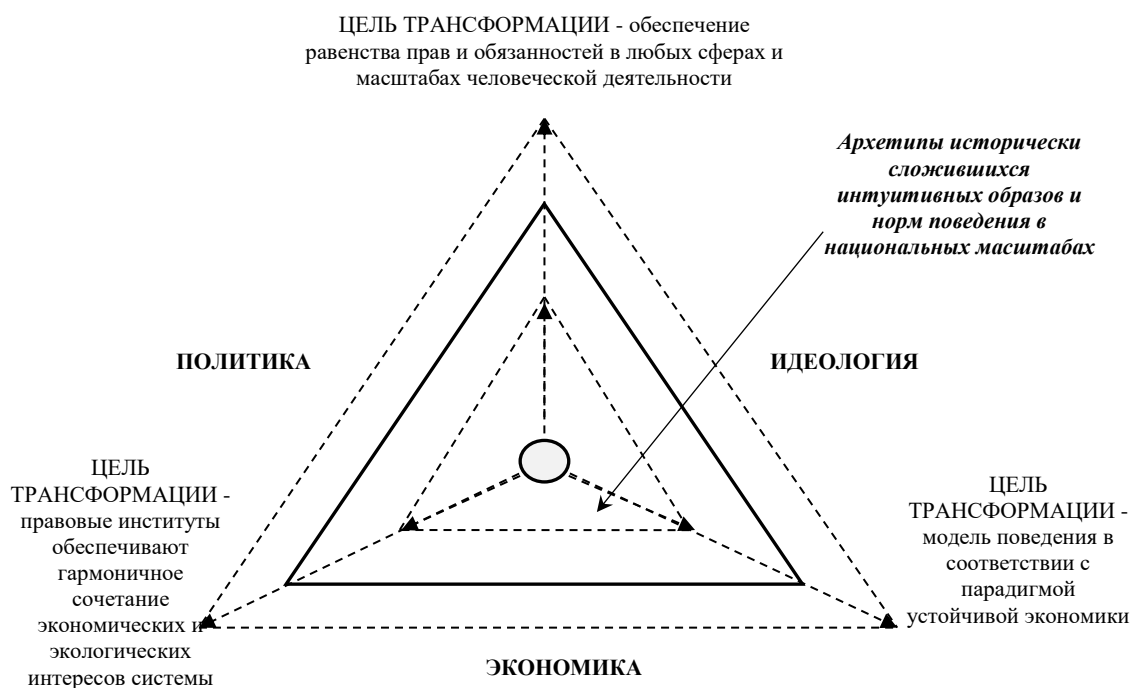 ЦЕЛЬ ТРАНСФОРМАЦИИ - обеспечение
равенства прав и обязанностей в любых сферах и
масштабах человеческой деятельности
Архетипы исторически
сложившихся
интуитивных образов и
норм поведения в
национальных масштабах
ПОЛИТИКА
ИДЕОЛОГИЯ
ЦЕЛЬ
ТРАНСФОРМАЦИИ -
правовые институты
обеспечивают
гармоничное
сочетание
экономических и
экологических
интересов системы
ЦЕЛЬ
ТРАНСФОРМАЦИИ -
модель поведения в
соответствии с
парадигмой
устойчивой экономики
ЭКОНОМИКА